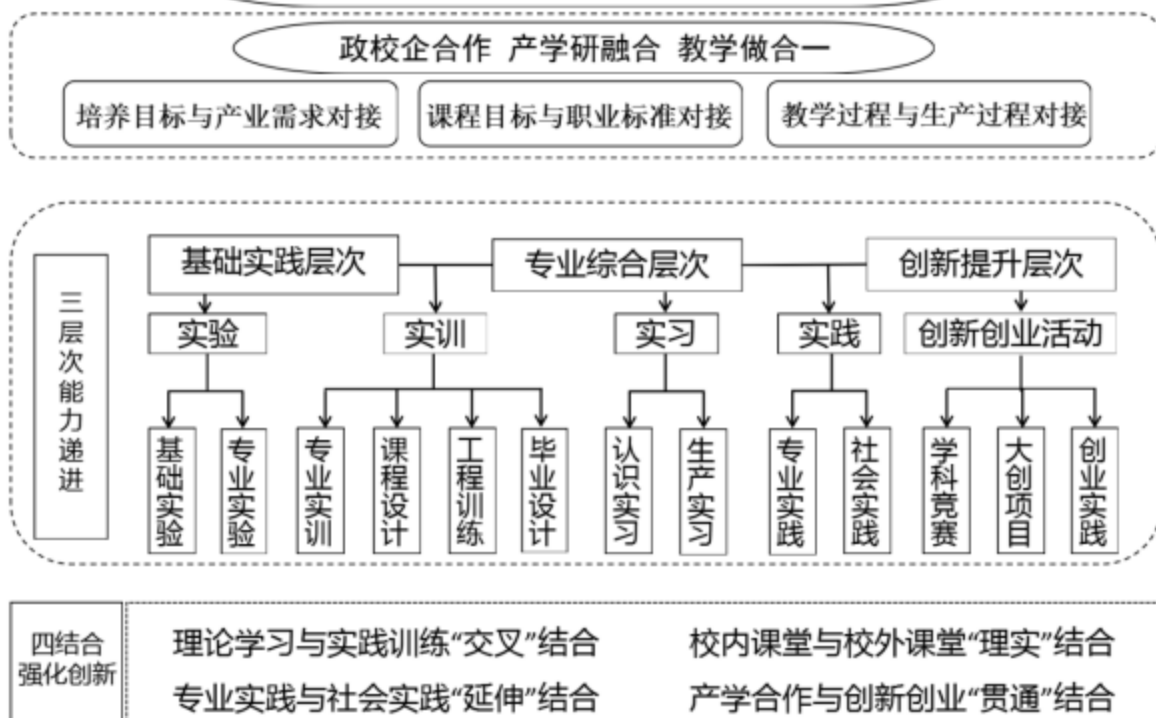 政校企合作 产学研融合 教学做合一
培养目标与产业需求对接
课程目标与职业标准对接
教学过程与生产过程对接
三层次能力递进
基础实践层次
专业综合层次
创新提升层次
实验
实训
实习
实践
创新创业活动
基础实验
专业实验
专业实训
课程设计
工程训练
毕业设计
认识实习
生产实习
专业实践
社会实践
学科竞赛
大创项目
创业实践
四结合
强化创新
理论学习与实践训练“交叉”结合
校内课堂与校外课堂“理实”结合
专业实践与社会实践“延伸”结合
产学合作与创新创业“贯通”结合